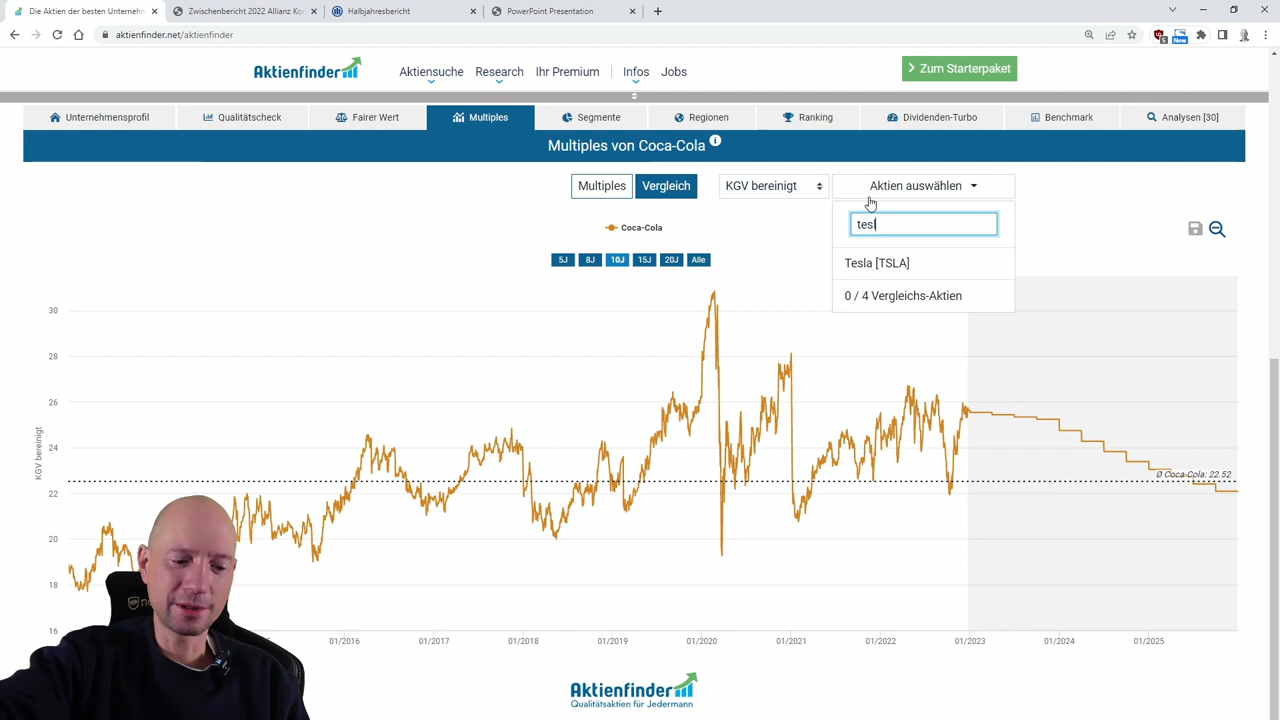 Die Aktien der besten Unternehm
Zwischenbericht 2022 Allianz Kon
Halbjahresbericht
PowerPoint Presentation
aktienfinder.net/aktienfinder
5
New
Aktienfinder
Aktiensuche
Research
Ihr Premium
Infos
Jobs
Zum Starterpaket
Unternehmensprofil
Qualitätscheck
Fairer Wert
Multiples
Segmente
Regionen
Ranking
Dividenden-Turbo
Benchmark
Analysen [30]
Multiples von Coca-Cola
Multiples
Vergleich
KGV bereinigt
Aktien auswählen
tesl
Tesla [TSLA]
0 / 4 Vergleichs-Aktien
Coca-Cola
5J
8J
10J
15J
20J
Alle
KGV bereinigt
30
28
26
24
22
20
18
16
Ø Coca-Cola: 22.52
01/2016
01/2017
01/2018
01/2019
01/2020
01/2021
01/2022
01/2023
01/2024
01/2025
Aktienfinder
Qualitätsaktien für Jedermann